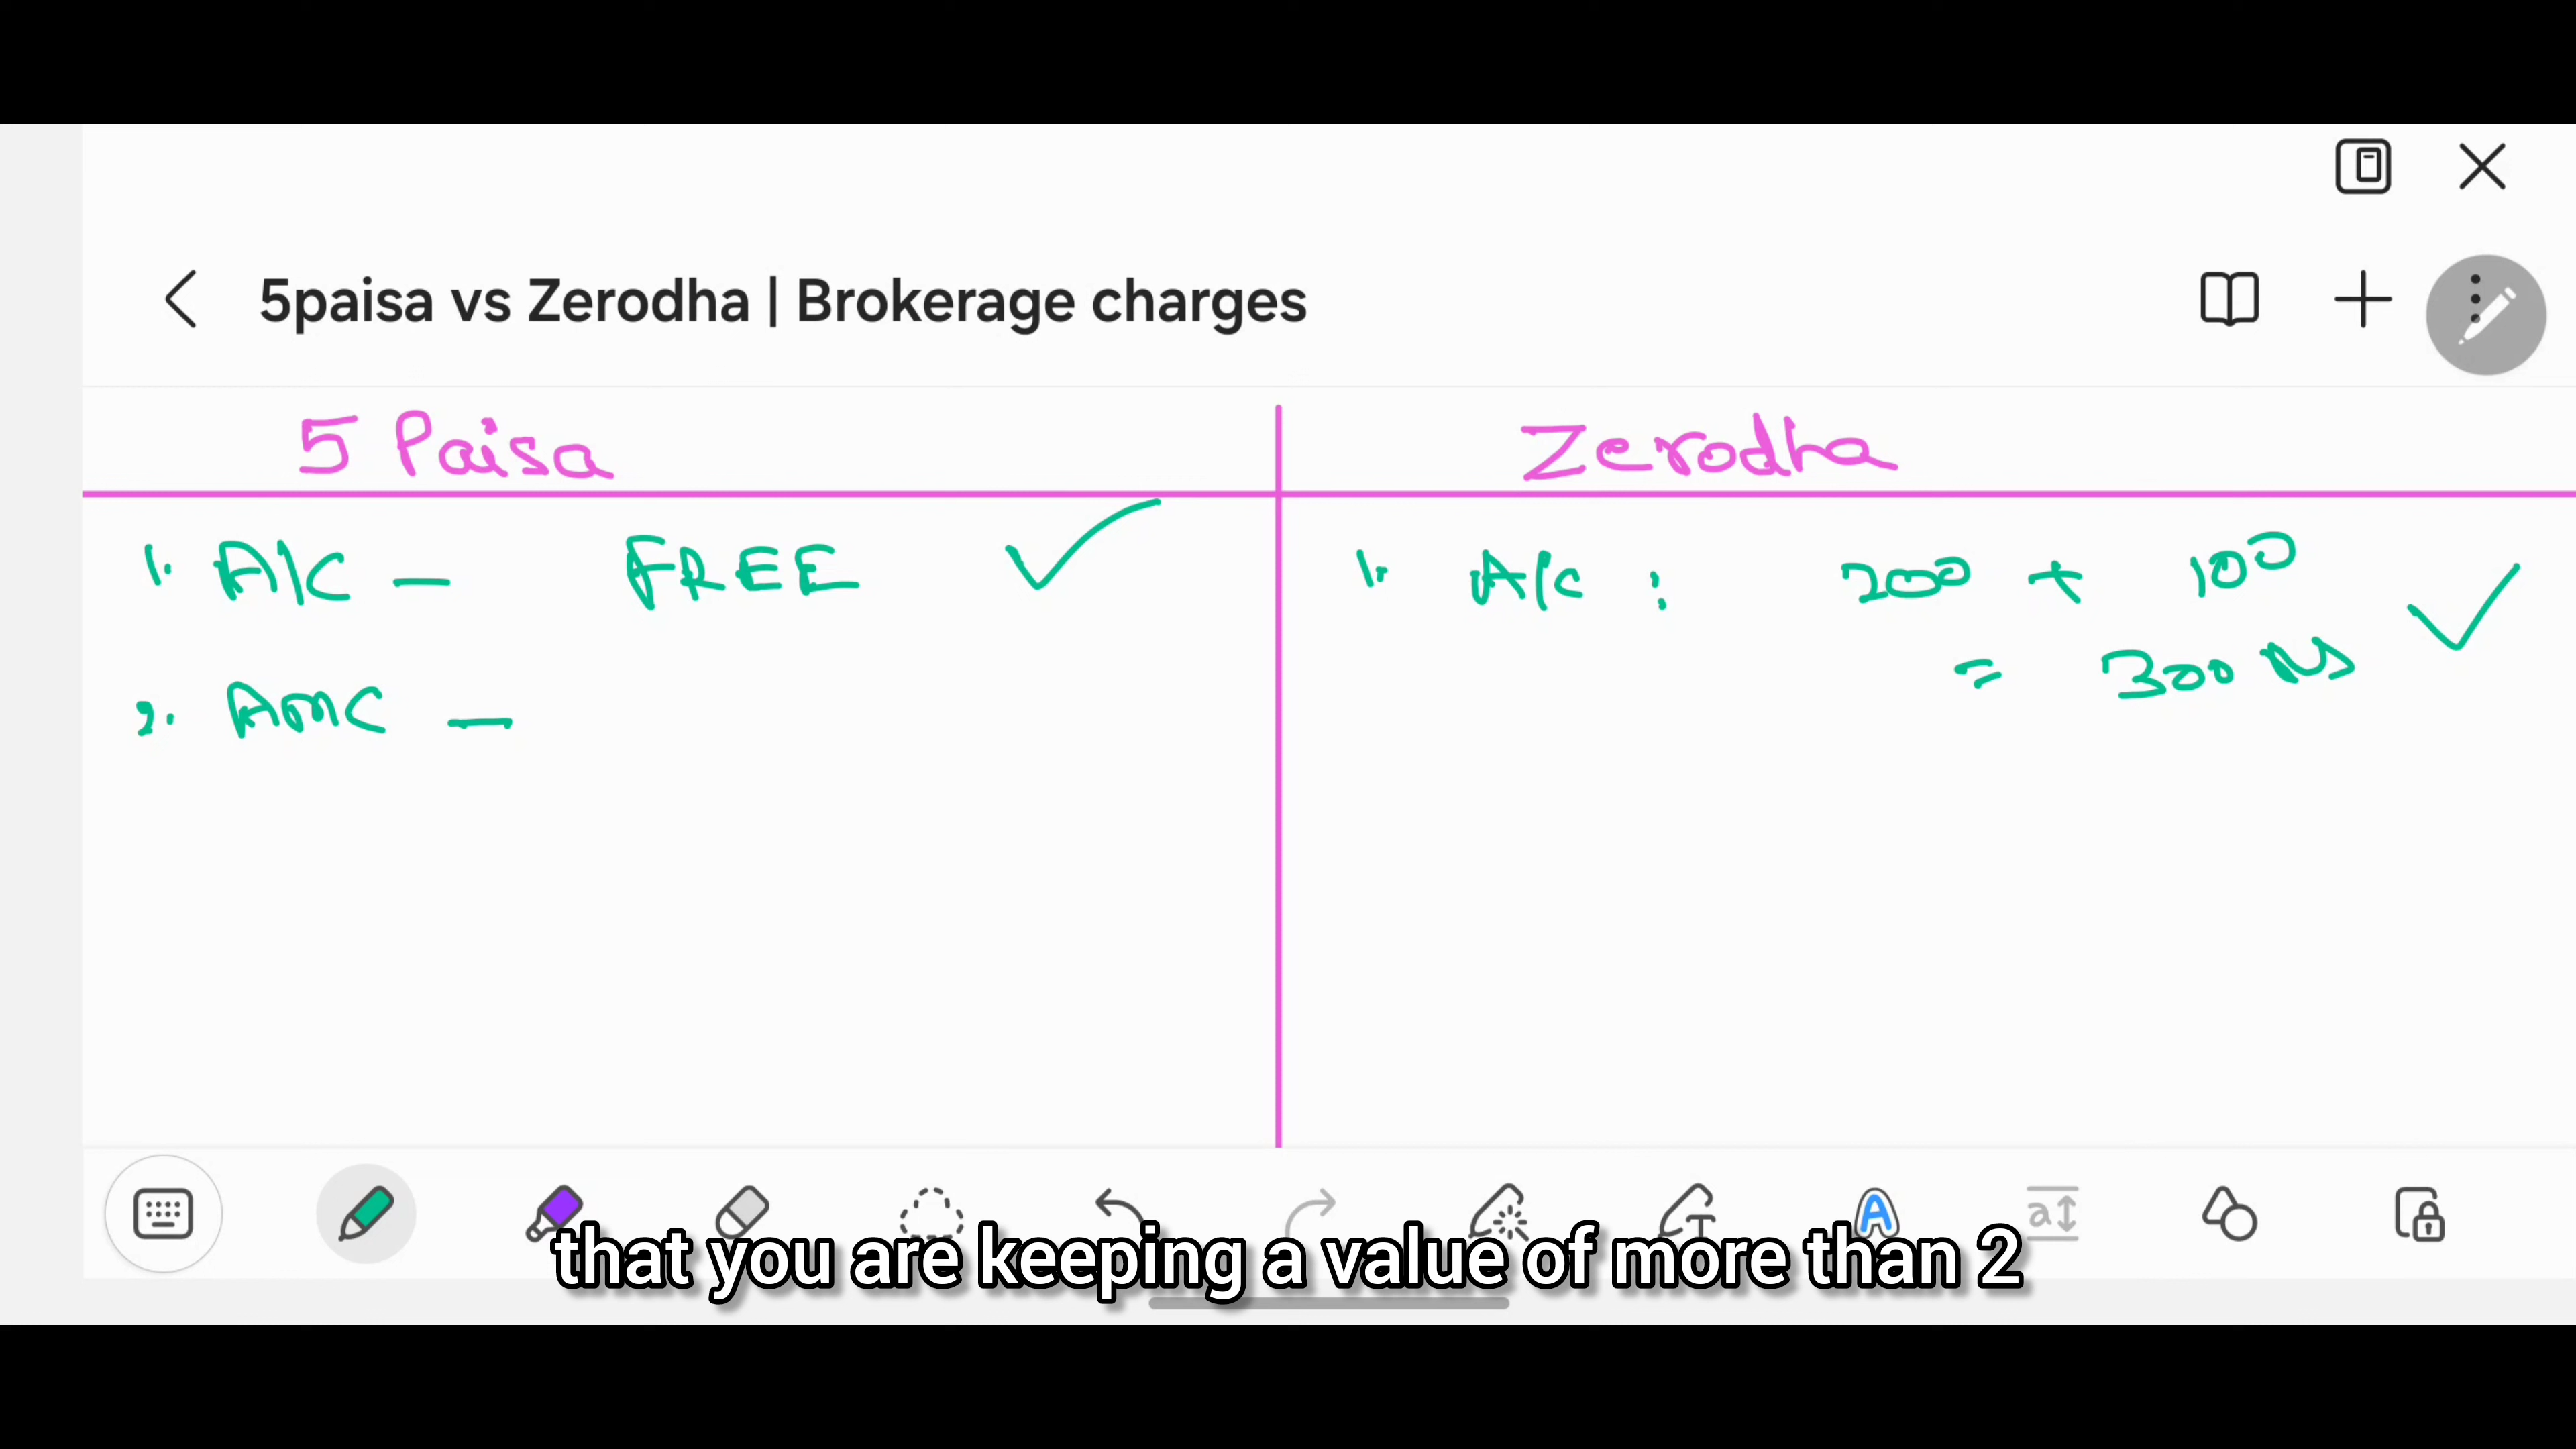 5paisa vs Zerodha | Brokerage charges
5 Paisa
Zerodha
1. A/C - FREE
1. A/c : 200 + 100
= 300 Rs
2. AMC -
that you are keeping a value of more than 2